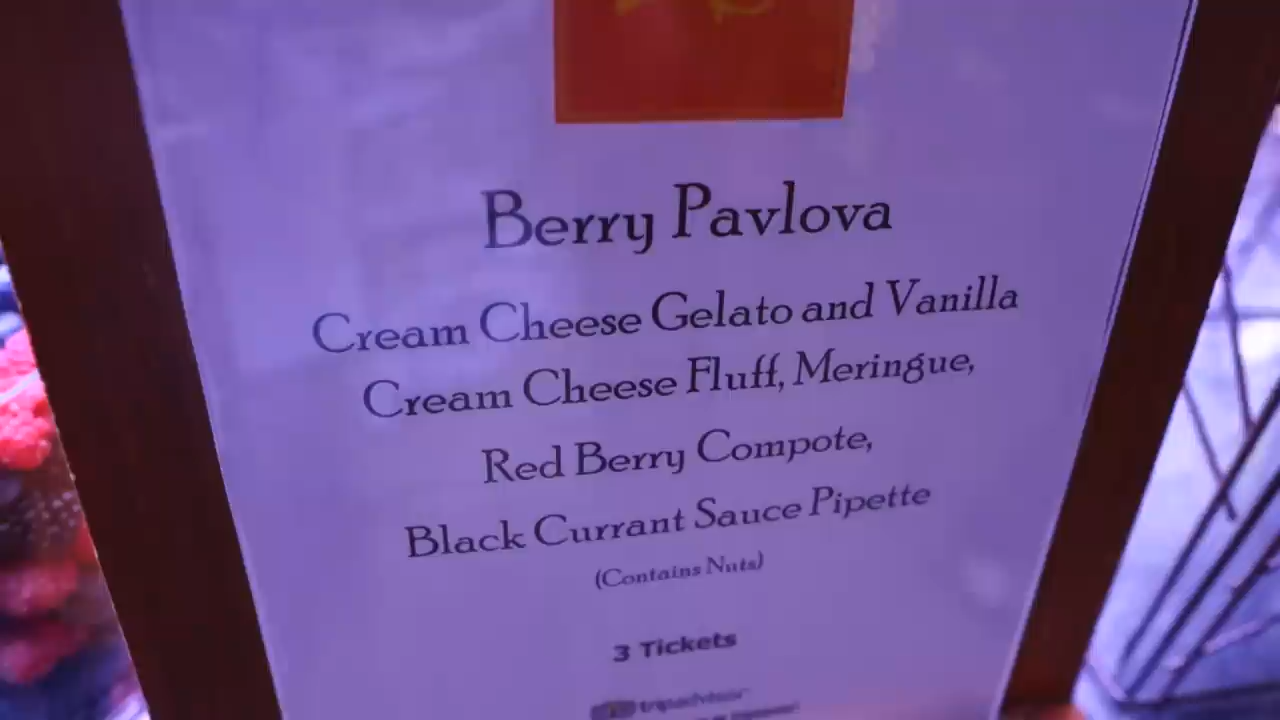 Berry Pavlova
Cream Cheese Gelato and Vanilla
Cream Cheese Fluff, Meringue,
Red Berry Compote,
Black Currant Sauce Pipette
(Contains Nuts)
3 Tickets
tripadvisor